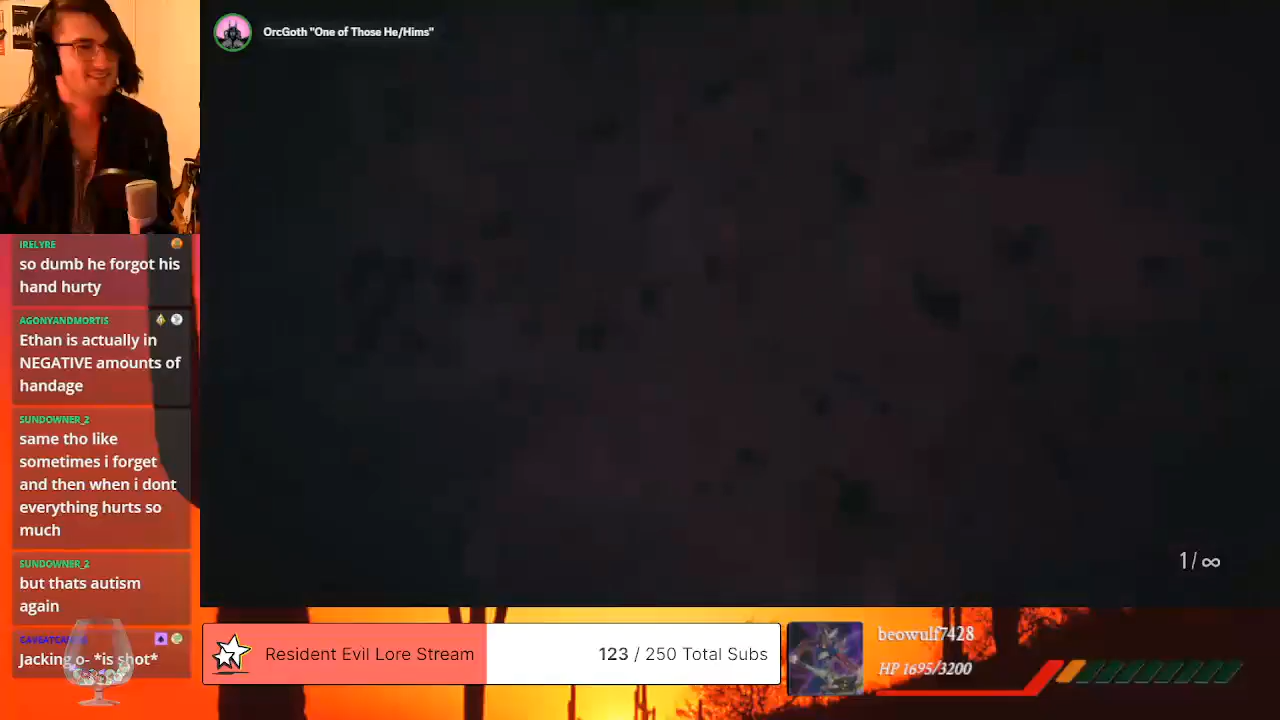 OrcGoth "One of Those He/Hims"
IRELYRE
so dumb he forgot his
hand hurty
AGONYANDMORTIS
Ethan is actually in
NEGATIVE amounts of
handage
SUNDOWNER_2
same tho like
sometimes i forget
and then when i dont
everything hurts so
much
SUNDOWNER_2
but thats autism
again
Jacking o- *is shot*
1/∞
Resident Evil Lore Stream
123 / 250 Total Subs
beowulf7428
HP 1695/3200